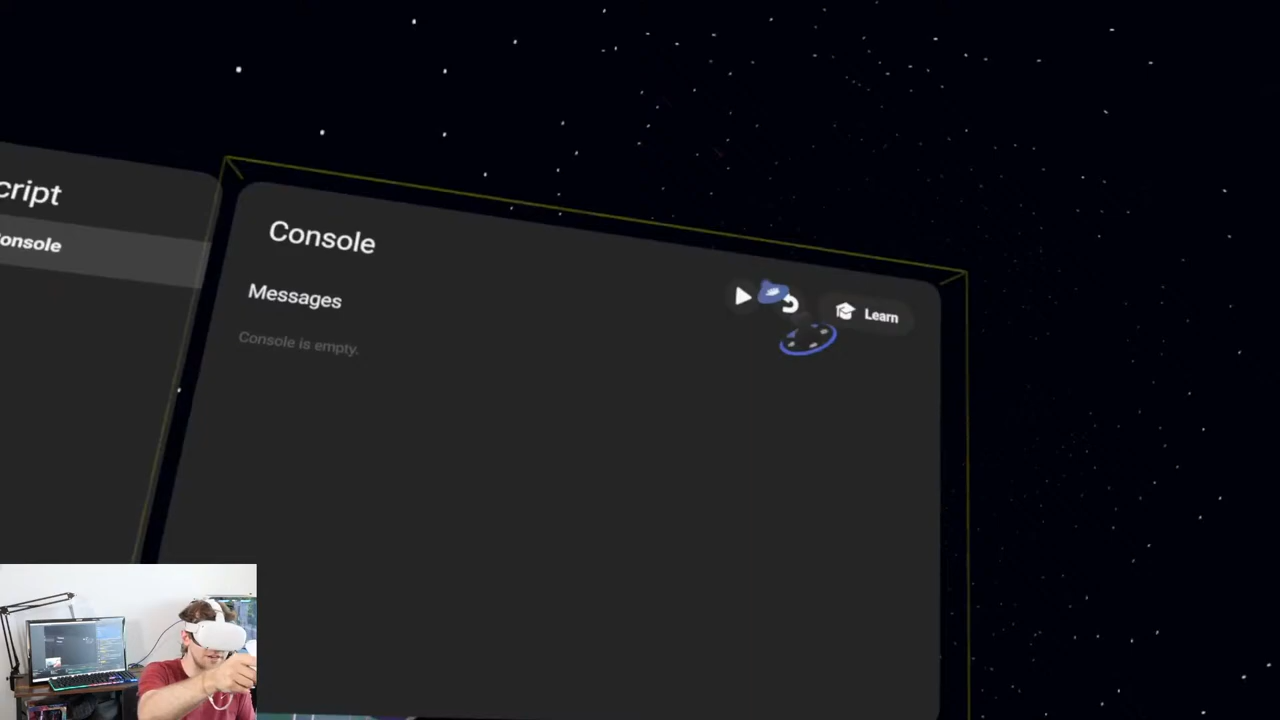 cript
onsole
Console
Messages
Learn
Console is empty.